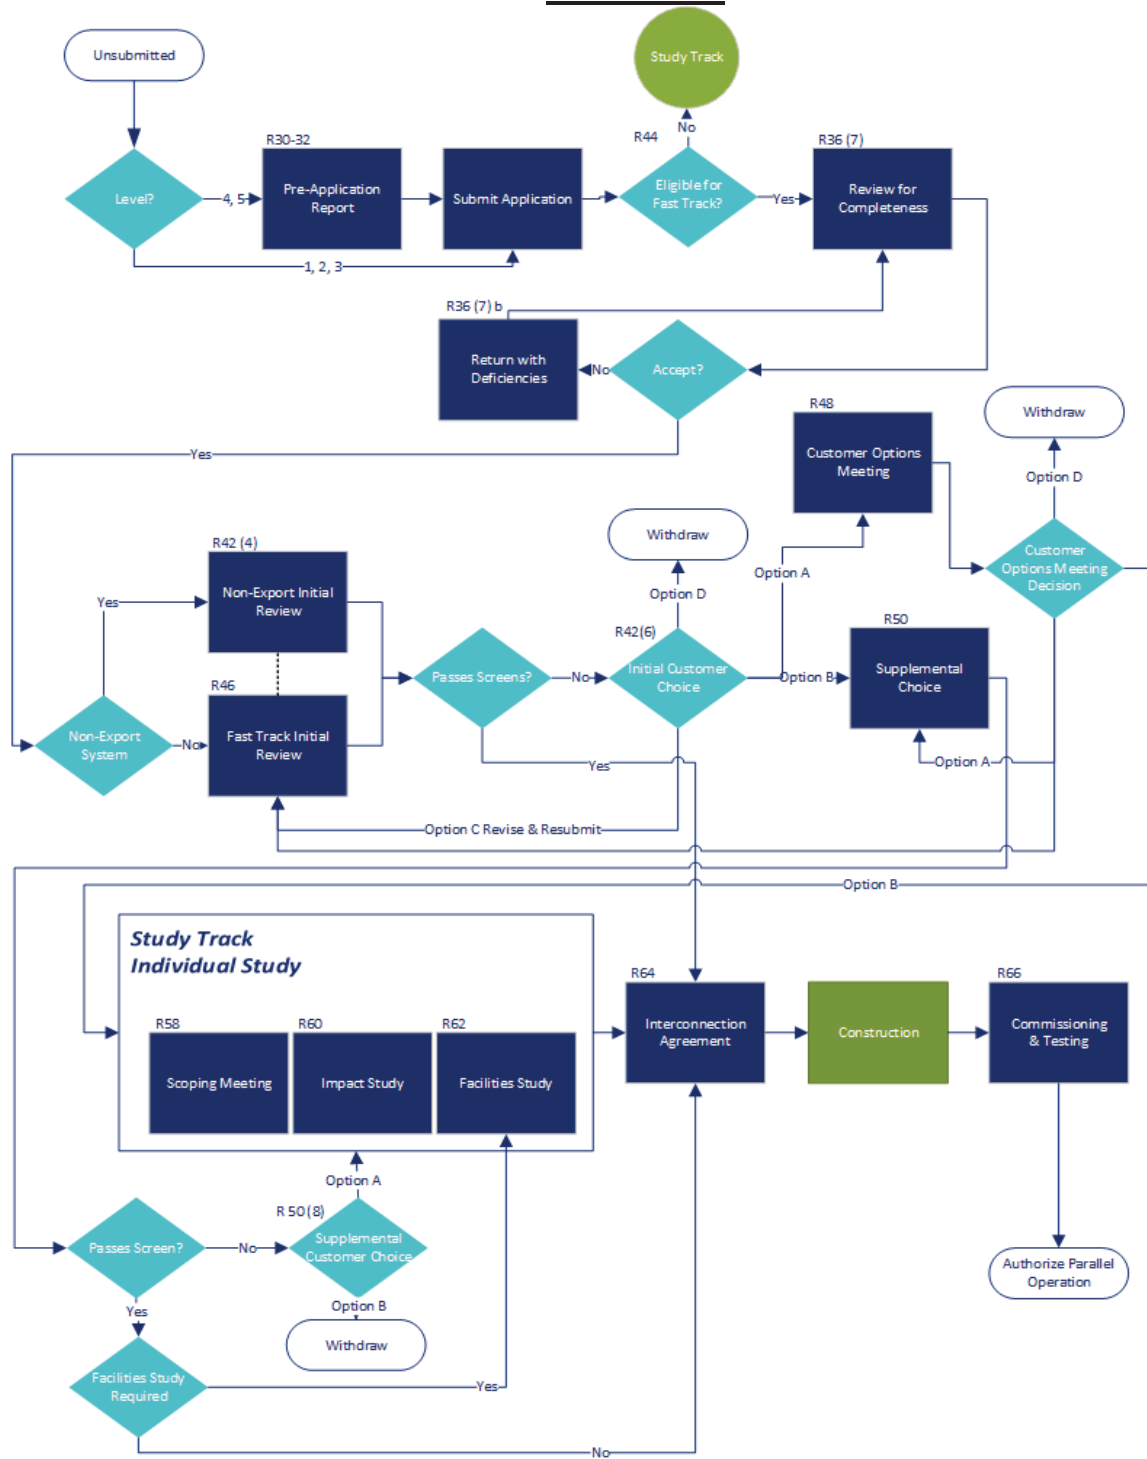 Unsubmitted
Study Track
No
R44
R30-32
R36 (7)
Level?
4, 5
Pre-Application
Report
Submit Application
Eligible for
Fast Track?
Yes
Review for
Completeness
1, 2, 3
R36 (7) b
Return with
Deficiencies
No
Accept?
Withdraw
R48
Customer Options
Meeting
Option D
Yes
Withdraw
R42 (4)
Customer
Options Meeting
Decision
Option A
Non-Export Initial
Review
Yes
Option D
R42(6)
R50
Initial Customer
Choice
Option B
Supplemental
Choice
Passes Screens?
No
R46
Non-Export
System
No
Fast Track Initial
Review
Yes
Option A
Option C Revise & Resubmit
Option B
Study Track
Individual Study
R64
R66
R58
R60
R62
Interconnection
Agreement
Construction
Commissioning
& Testing
Scoping Meeting
Impact Study
Facilities Study
Option A
R 50 (8)
Passes Screen?
No
Supplemental
Customer Choice
Authorize Parallel
Operation
Yes
Option B
Withdraw
Facilities Study
Required
Yes
No